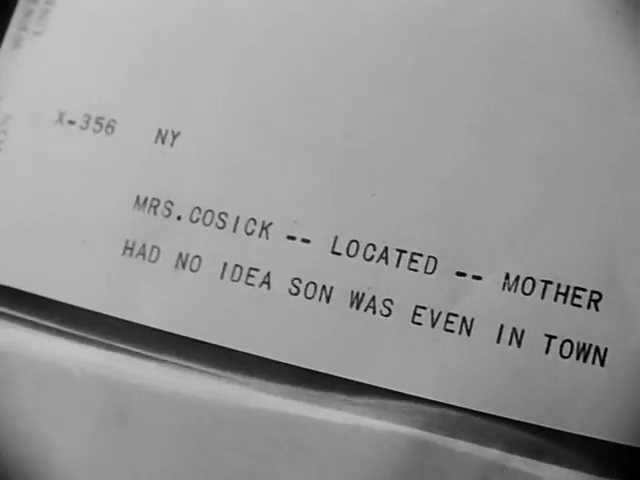 X-356 NY
MRS.COSICK -- LOCATED -- MOTHER
HAD NO IDEA SON WAS EVEN IN TOWN